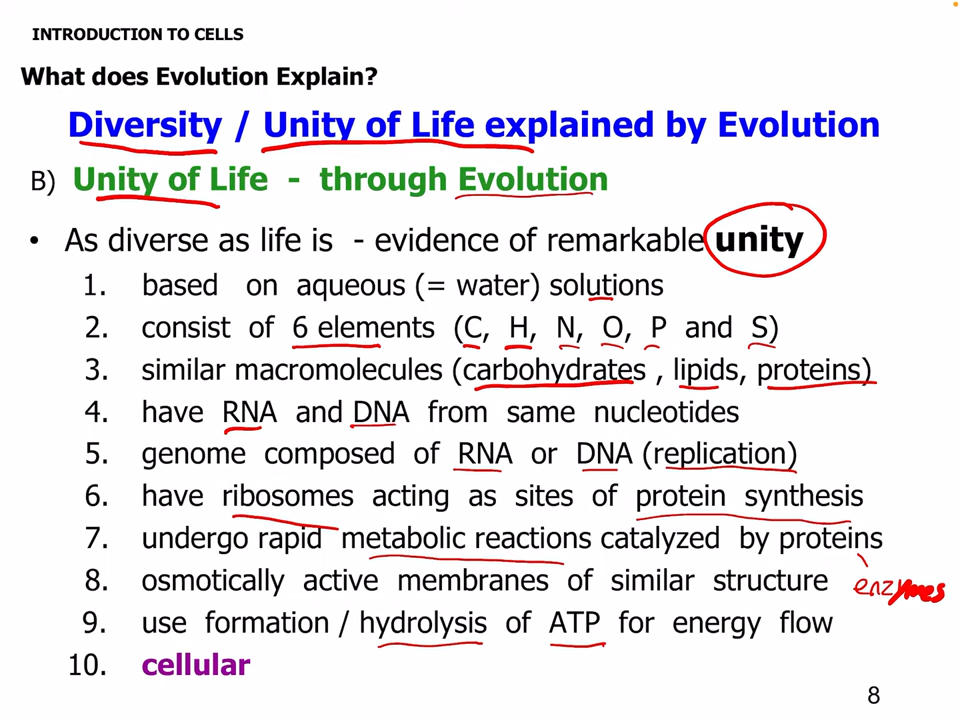 INTRODUCTION TO CELLS
What does Evolution Explain?
Diversity / Unity of Life explained by Evolution
B) Unity of Life - through Evolution
• As diverse as life is - evidence of remarkable unity
1. based on aqueous (= water) solutions
2. consist of 6 elements (C, H, N, O, P and S)
3. similar macromolecules (carbohydrates , lipids, proteins)
4. have RNA and DNA from same nucleotides
5. genome composed of RNA or DNA (replication)
6. have ribosomes acting as sites of protein synthesis
7. undergo rapid metabolic reactions catalyzed by proteins
8. osmotically active membranes of similar structure
enzymes
9. use formation / hydrolysis of ATP for energy flow
10. cellular
8